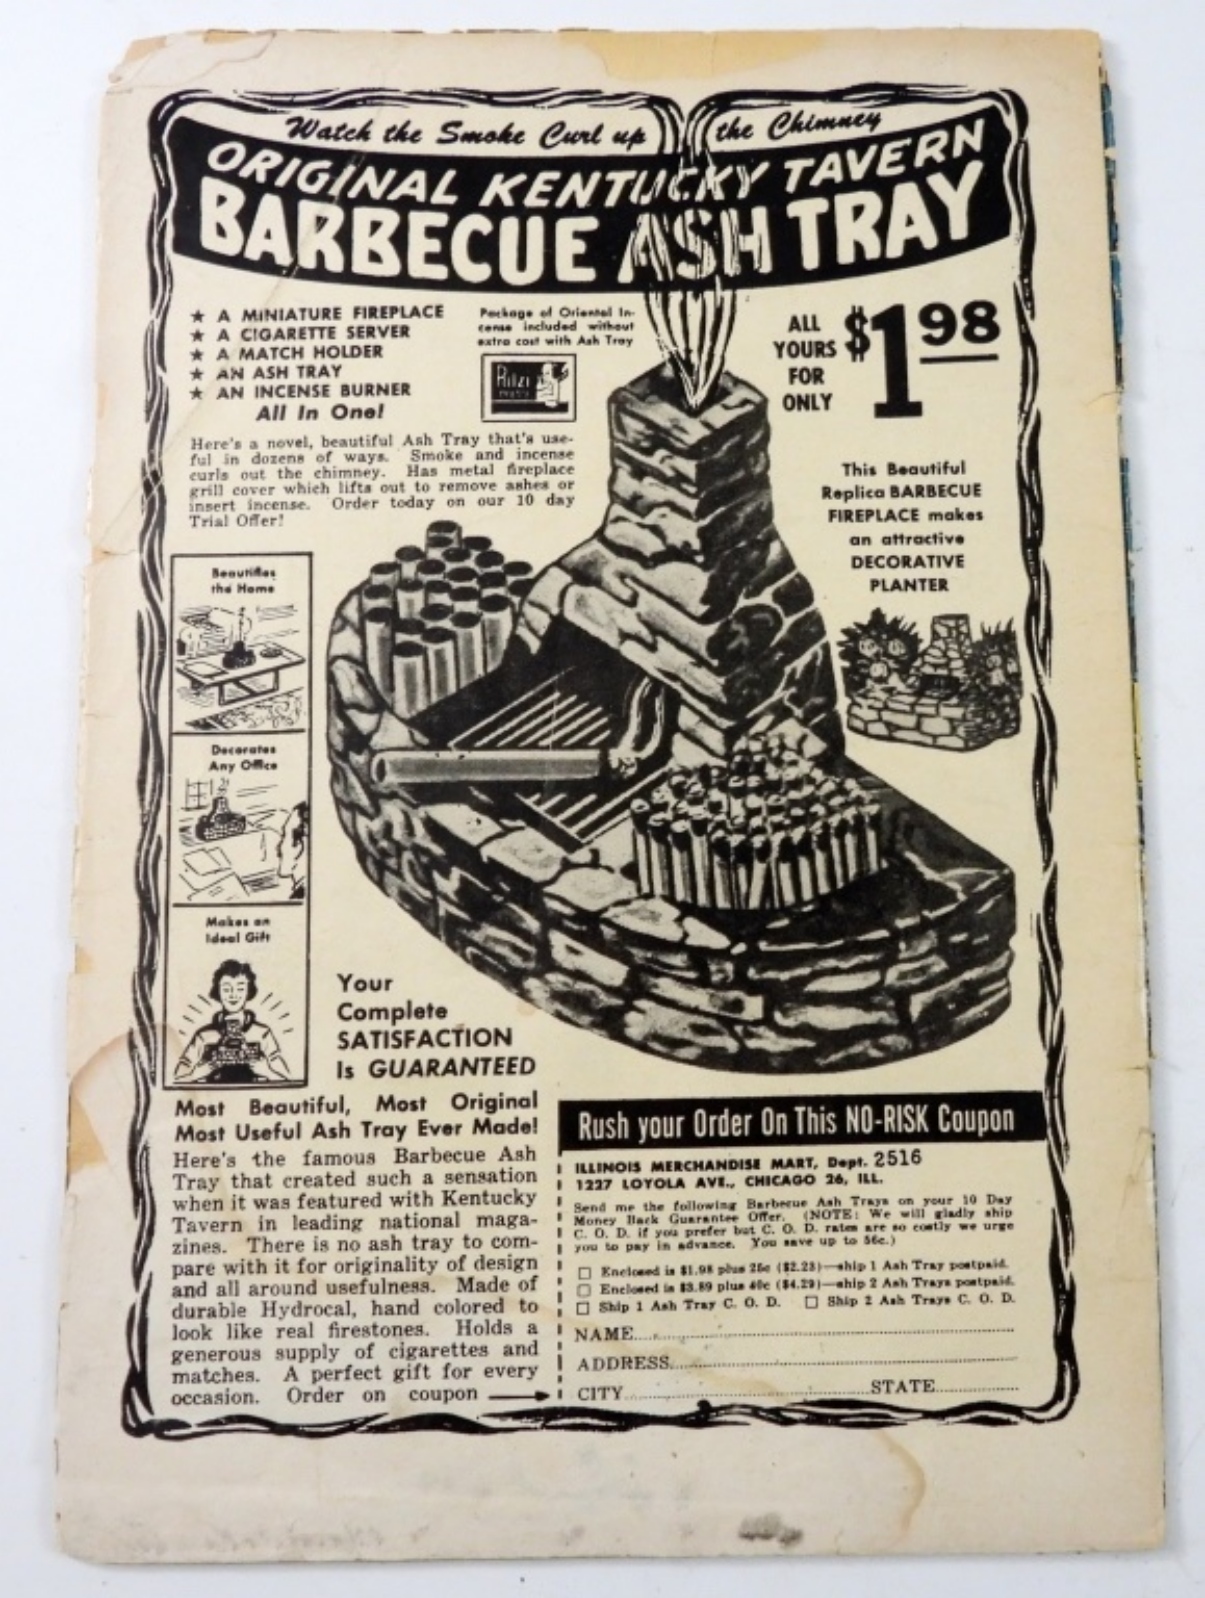 Watch the Smoke Curl up the Chimney
ORIGINAL KENTUCKY TAVERN
BARBECUE ASH TRAY
★ A MINIATURE FIREPLACE
★ A CIGARETTE SERVER
★ A MATCH HOLDER
★ AN ASH TRAY
★ AN INCENSE BURNER
All In One!
Package of Oriental In-
cense included without
extra cost with Ash Tray
ALL
YOURS
FOR
ONLY
$1 98
Here's a novel, beautiful Ash Tray that's use-
ful in dozens of ways. Smoke and incense
curls out the chimney. Has metal fireplace
grill cover which lifts out to remove ashes or
insert incense. Order today on our 10 day
Trial Offer!
This Beautiful
Replica BARBECUE
FIREPLACE makes
an attractive
DECORATIVE
PLANTER
Beautifies
the Home
Decorates
Any Office
Makes an
Ideal Gift
Your
Complete
SATISFACTION
Is GUARANTEED
Most Beautiful, Most Original
Most Useful Ash Tray Ever Made!
Here's the famous Barbecue Ash
Tray that created such a sensation
when it was featured with Kentucky
Tavern in leading national maga-
zines. There is no ash tray to com-
pare with it for originality of design
and all around usefulness. Made of
durable Hydrocal, hand colored to
look like real firestones. Holds a
generous supply of cigarettes and
matches. A perfect gift for every
occasion. Order on coupon
Rush your Order On This NO-RISK Coupon
ILLINOIS MERCHANDISE MART, Dept. 2516
1227 LOYOLA AVE., CHICAGO 26, ILL.
Send me the following Barbecue Ash Trays on your 10 Day
Money Back Guarantee Offer. (NOTE: We will gladly ship
C. O. D. if you prefer but C. O. D. rates are so costly we urge
you to pay in advance. You save up to 56c.)
☐ Enclosed is $1.98 plus 25c ($2.23)—ship 1 Ash Tray postpaid.
☐ Enclosed is $3.89 plus 40c ($4.29)—ship 2 Ash Trays postpaid.
☐ Ship 1 Ash Tray C. O. D. ☐ Ship 2 Ash Trays C. O. D.
NAME
ADDRESS
CITY STATE